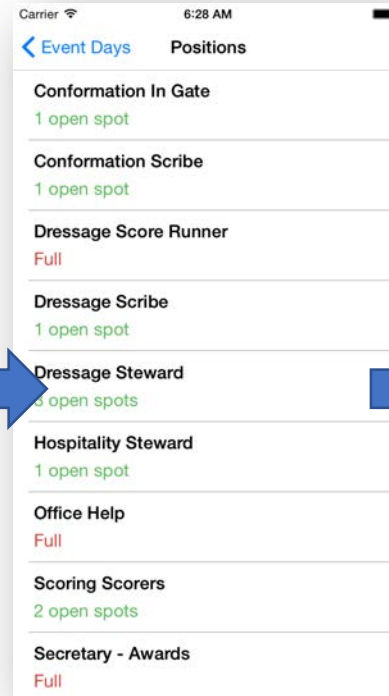 Carrier 6:28 AM
Event Days Positions
Conformation In Gate
1 open spot
Conformation Scribe
1 open spot
Dressage Score Runner
Full
Dressage Scribe
1 open spot
Dressage Steward
open spots
Hospitality Steward
1 open spot
Office Help
Full
Scoring Scorers
2 open spots
Secretary - Awards
Full